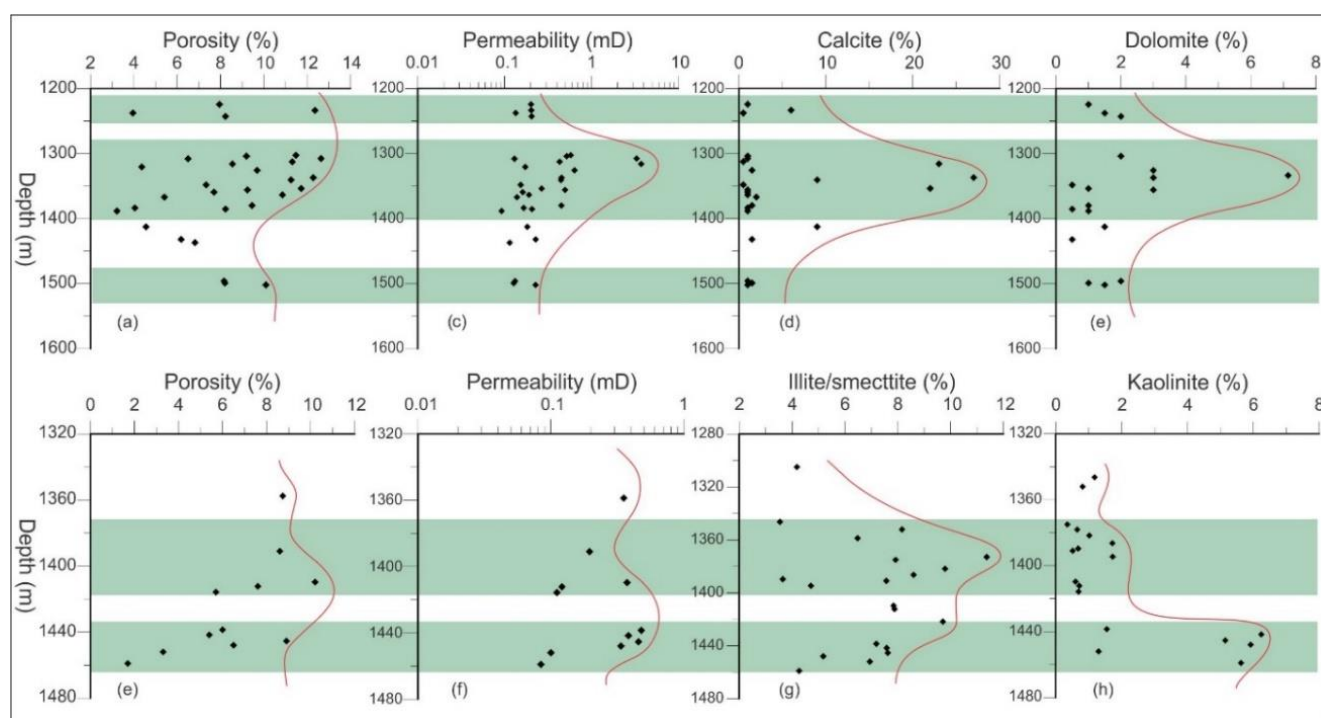 Porosity (%) Permeability (mD) Calcite (%) Dolomite (%)
2 4 6 8 10 12 14 0.01 0.1 1 10 0 10 20 30 0 2 4 6 8
1200 1200 1200 1200
1300 1300 1300 1300
1400 1400 1400 1400
1500 1500 1500 1500
1600 1600 1600 1600
Depth (m)
(a) (c) (d) (e)
Porosity (%) Permeability (mD) Illite/smecttite (%) Kaolinite (%)
0 2 4 6 8 10 12 0.01 0.1 1 2 4 6 8 10 12 0 2 4 6 8
1320 1320 1280 1320
1360 1360 1320 1360
1400 1400 1360 1400
1440 1440 1400 1440
1480 1480 1440 1480
1480
Depth (m)
(e) (f) (g) (h)